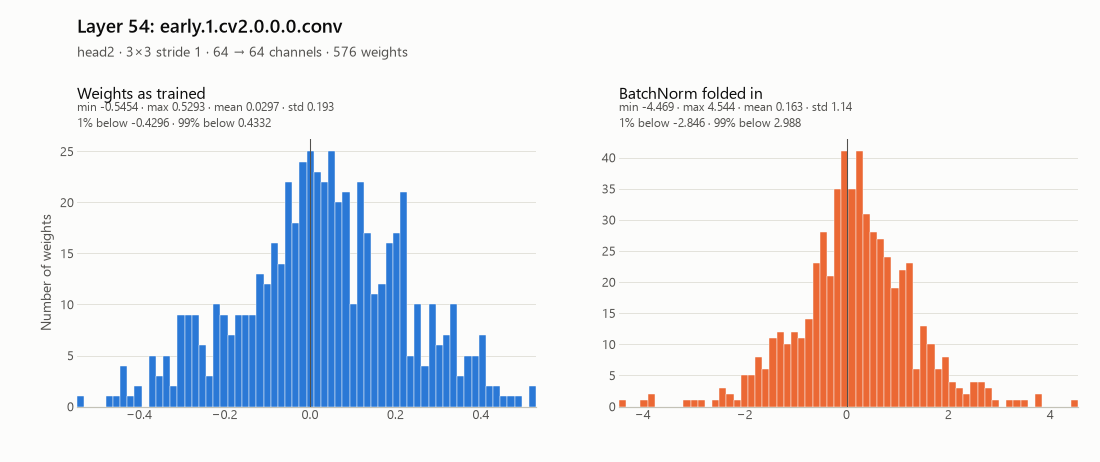 Layer 54: early.1.cv2.0.0.0.conv
head2 · 3×3 stride 1 · 64 → 64 channels · 576 weights
Weights as trained
min -0.5454 · max 0.5293 · mean 0.0297 · std 0.193
1% below -0.4296 · 99% below 0.4332
Number of weights
25
20
15
10
5
0
−0.4 −0.2 0.0 0.2 0.4
BatchNorm folded in
min -4.469 · max 4.544 · mean 0.163 · std 1.14
1% below -2.846 · 99% below 2.988
40
35
30
25
20
15
10
5
0
−4 −2 0 2 4